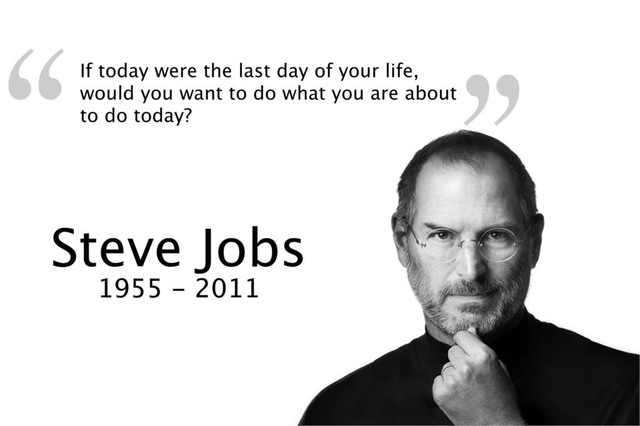 If today were the last day of your life,
would you want to do what you are about
to do today?
Steve Jobs
1955 – 2011